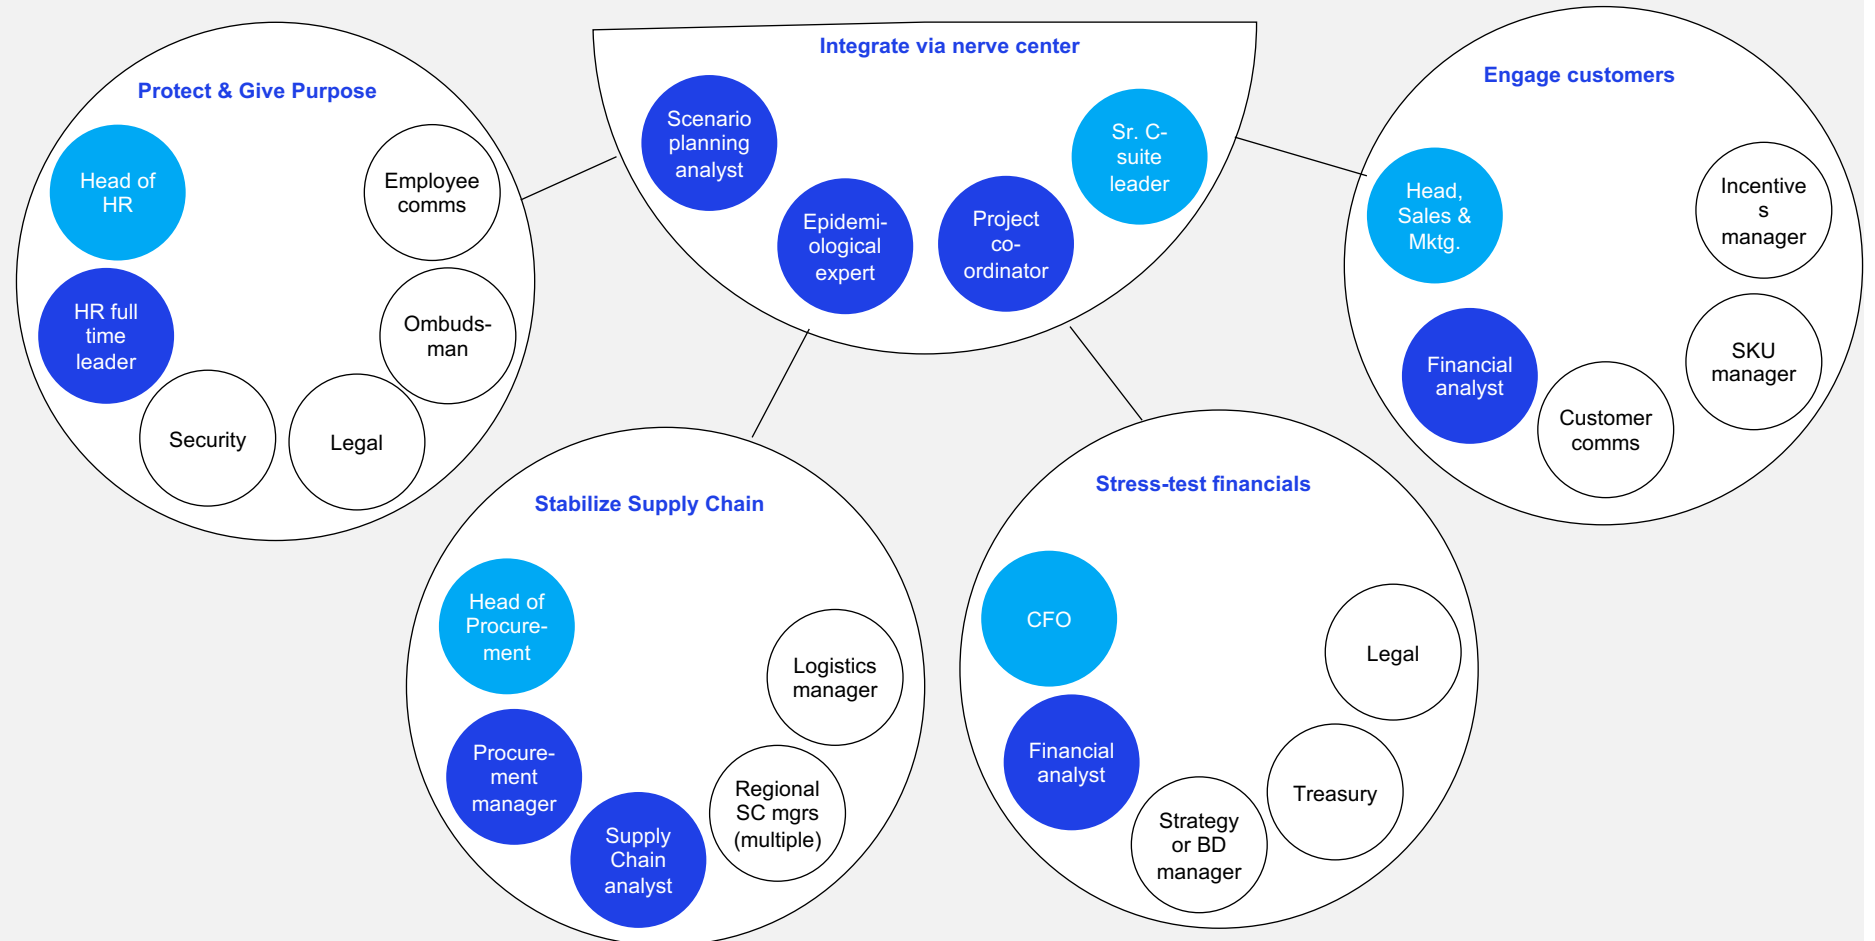 Protect & Give Purpose
Head of
HR
Employee
comms
HR full
time
leader
Ombuds-
man
Security
Legal
Integrate via nerve center
Scenario
planning
analyst
Epidemi-
ological
expert
Project
co-
ordinator
Sr. C-
suite
leader
Engage customers
Head,
Sales &
Mktg.
Incentive
s
manager
Financial
analyst
SKU
manager
Customer
comms
Stabilize Supply Chain
Head of
Procure-
ment
Logistics
manager
Procure-
ment
manager
Regional
SC mgrs
(multiple)
Supply
Chain
analyst
Stress-test financials
CFO
Legal
Financial
analyst
Treasury
Strategy
or BD
manager